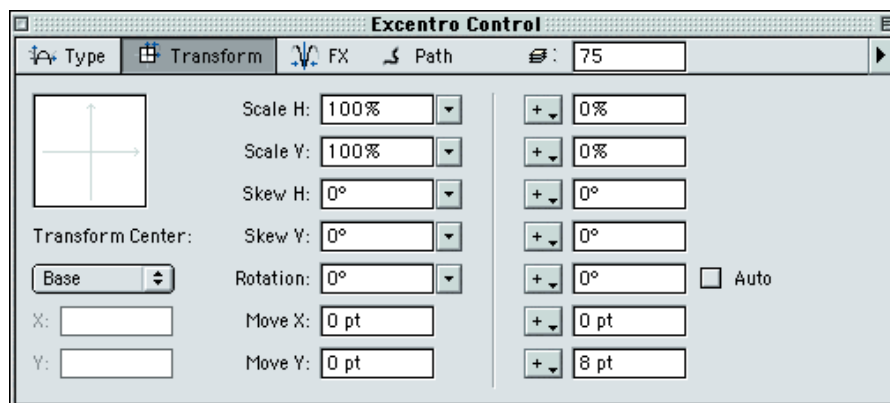 Excentro Control
Type Transform FX Path : 75
Scale H: 100% + 0%
Scale V: 100% + 0%
Skew H: 0° + 0°
Transform Center: Skew V: 0° + 0°
Base Rotation: 0° + 0° Auto
X: Move X: 0 pt + 0 pt
Y: Move Y: 0 pt + 8 pt